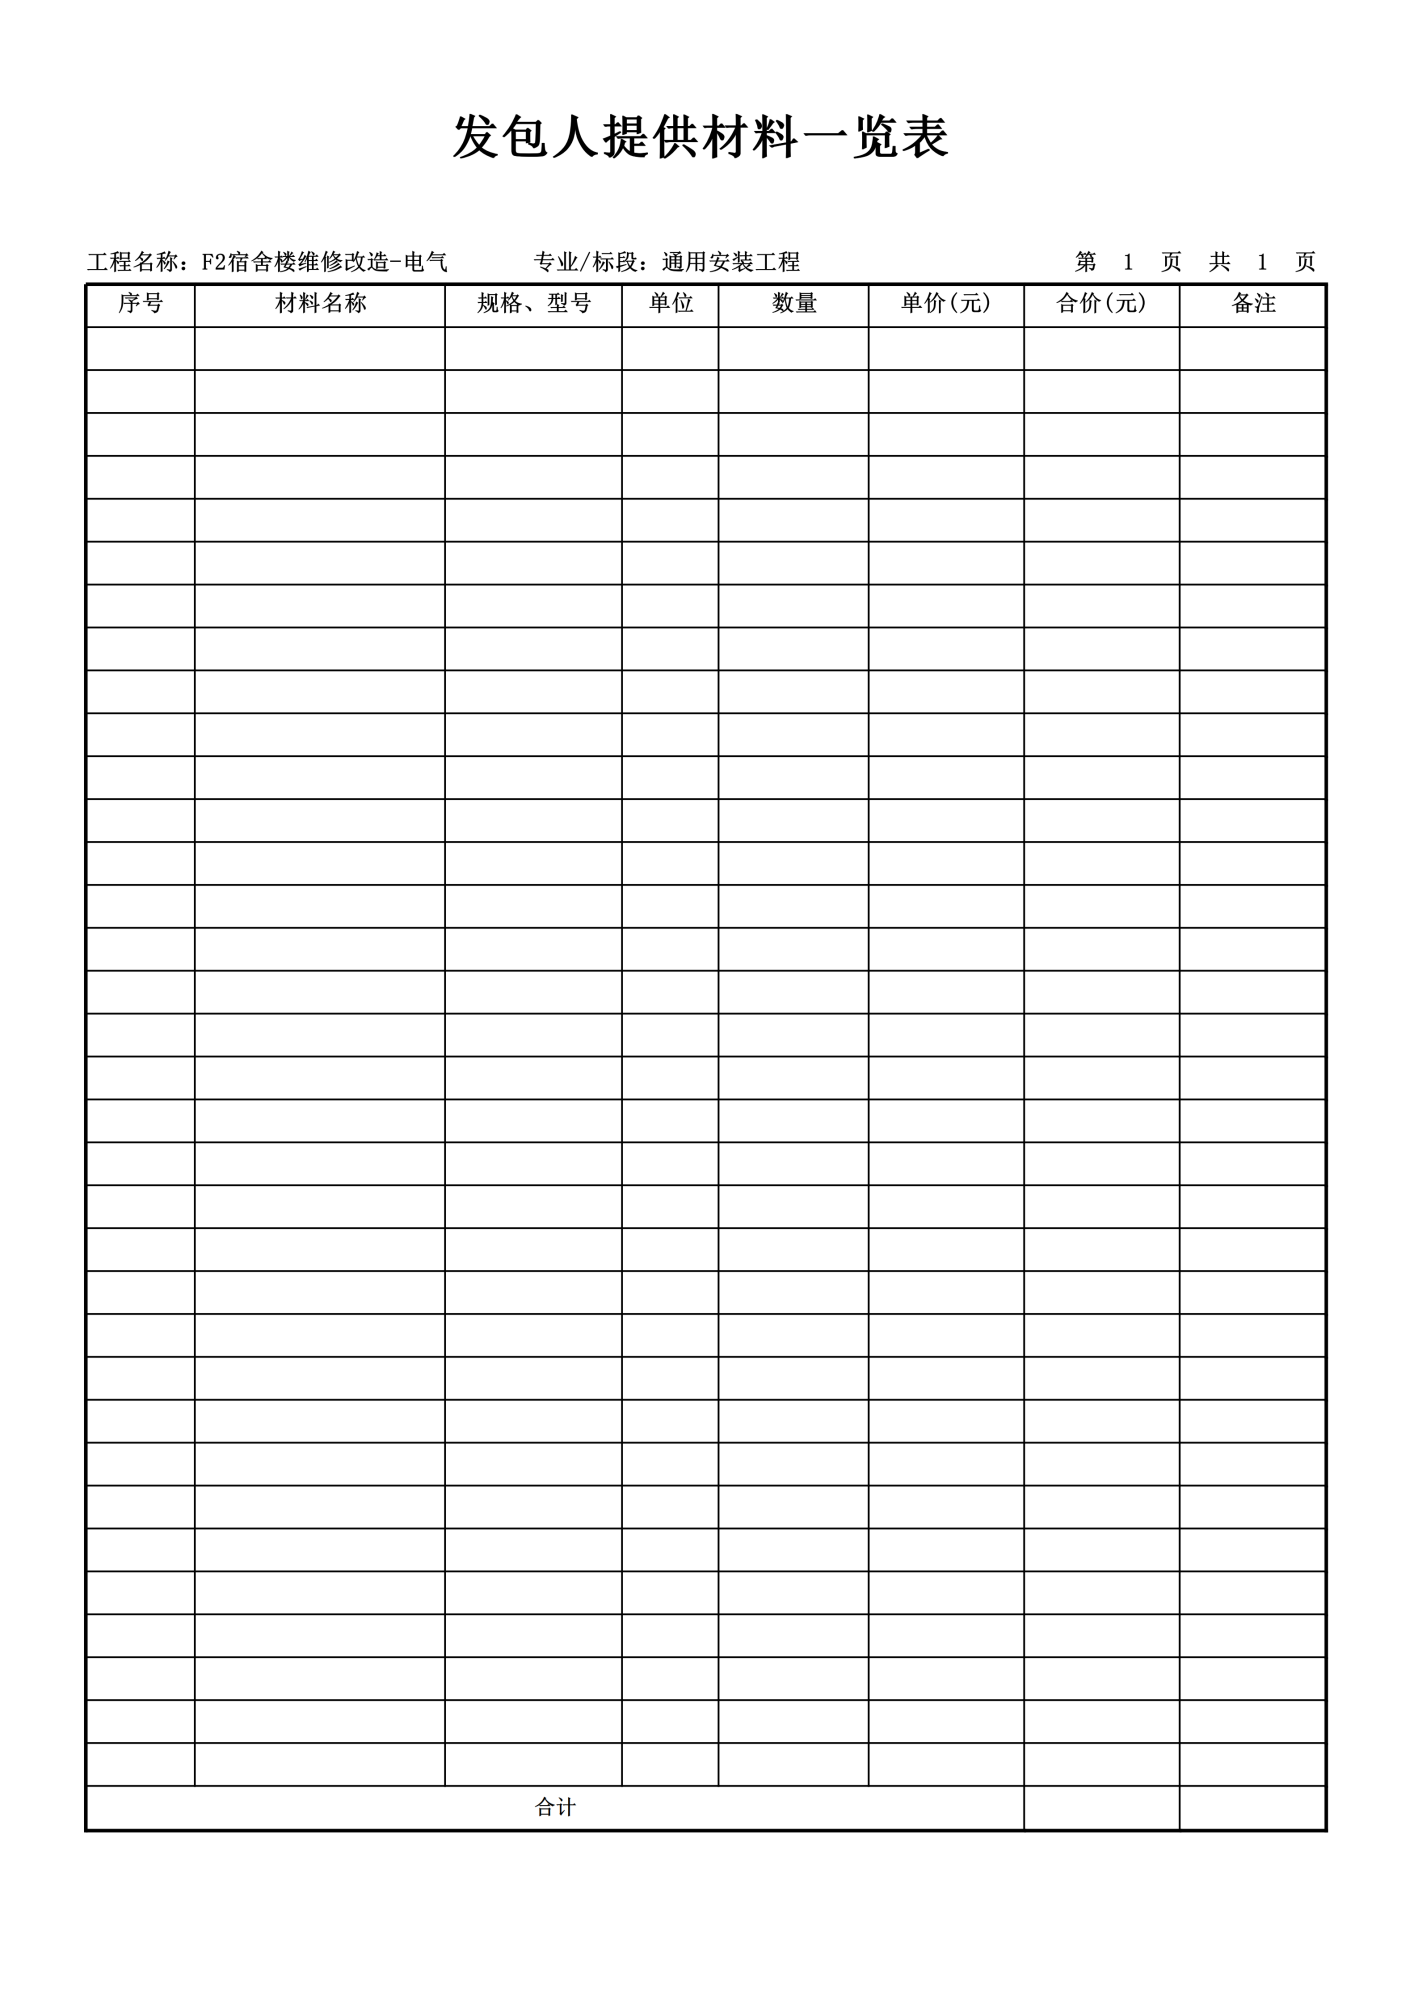 发包人提供材料一览表
工程名称：F2宿舍楼维修改造-电气 专业/标段：通用安装工程 第 1 页 共 1 页
序号 材料名称 规格、型号 单位 数量 单价(元) 合价(元) 备注
合计